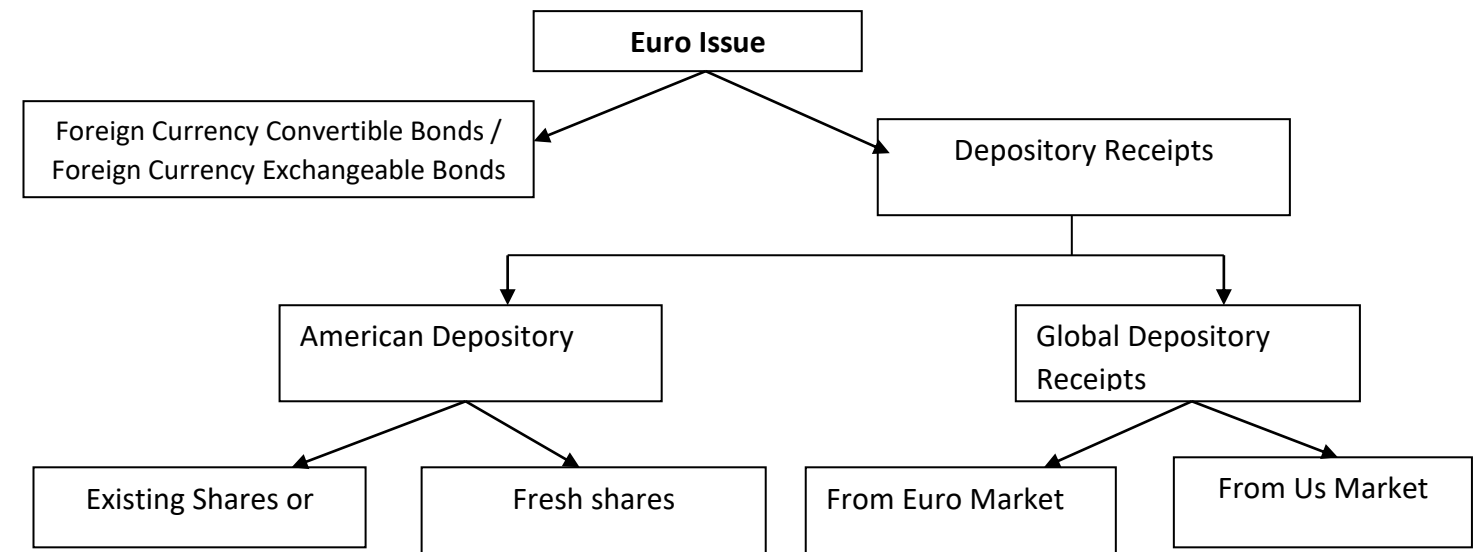 Euro Issue
Foreign Currency Convertible Bonds /
Foreign Currency Exchangeable Bonds
Depository Receipts
American Depository
Global Depository
Receipts
Existing Shares or
Fresh shares
From Euro Market
From Us Market